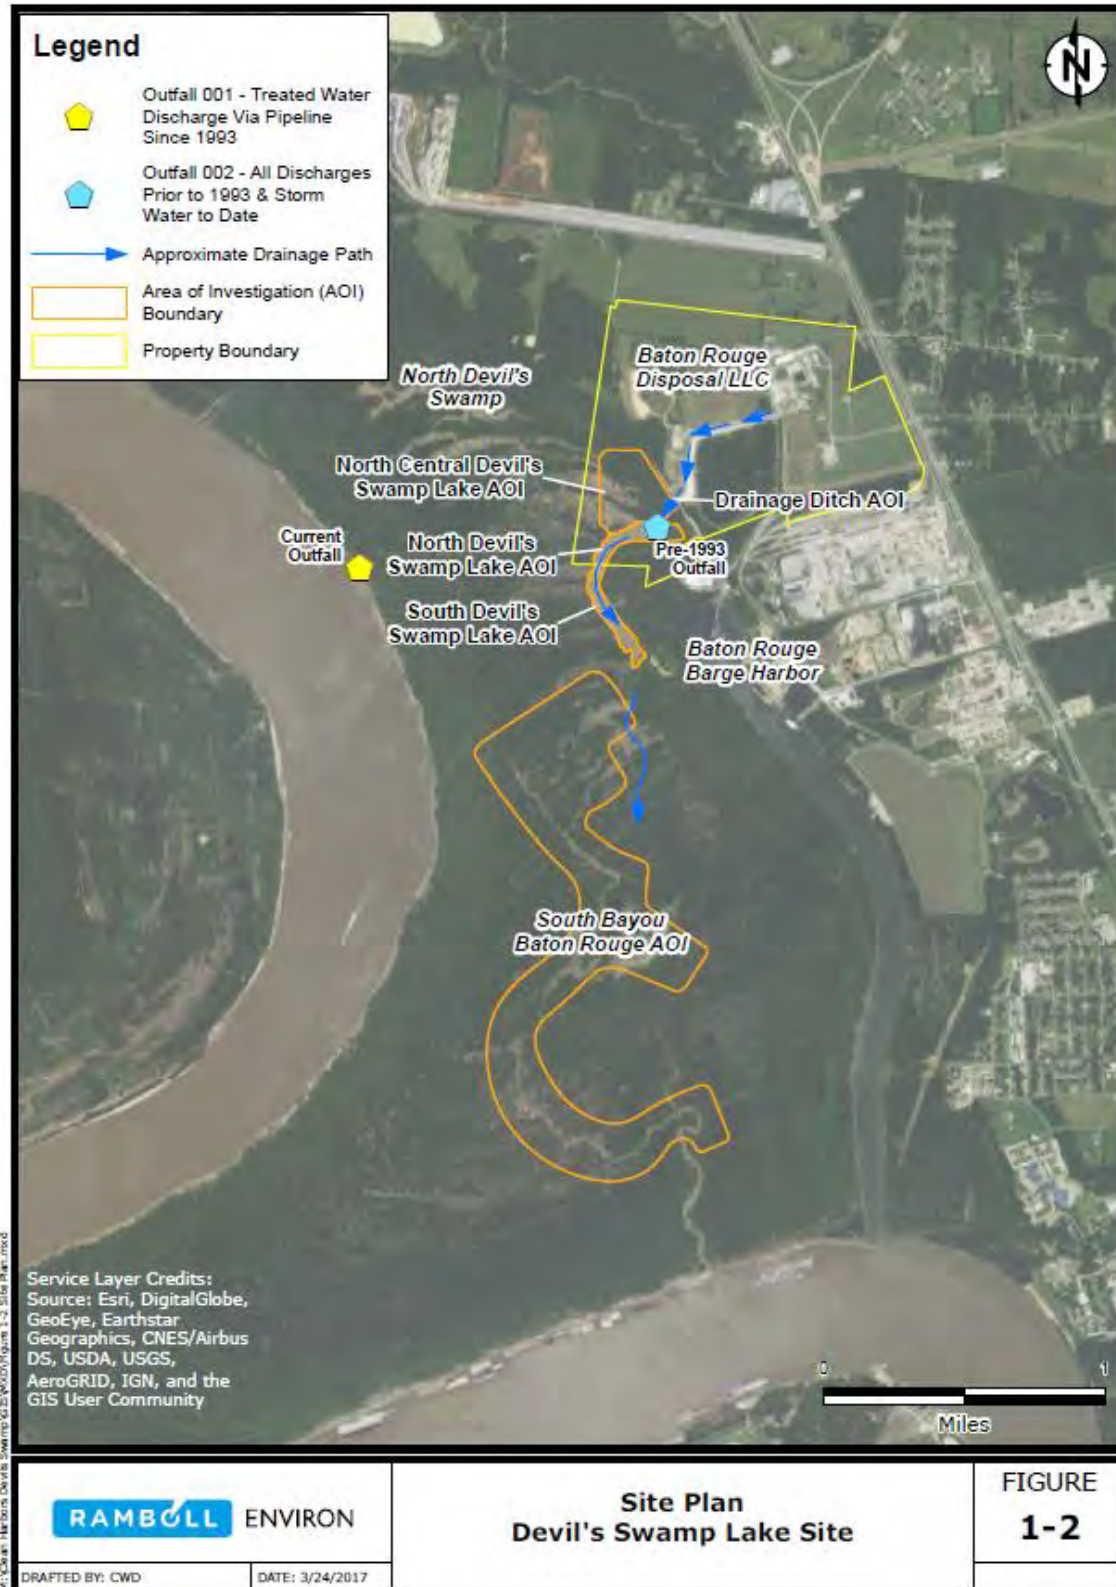 Legend
Outfall 001 - Treated Water
Discharge Via Pipeline
Since 1993
Outfall 002 - All Discharges
Prior to 1993 & Storm
Water to Date
Approximate Drainage Path
Area of Investigation (AOI)
Boundary
Property Boundary
N
North Devil's
Swamp
Baton Rouge
Disposal LLC
North Central Devil's
Swamp Lake AOI
Drainage Ditch AOI
Current
Outfall
North Devil's
Swamp Lake AOI
Pre-1993
Outfall
South Devil's
Swamp Lake AOI
Baton Rouge
Barge Harbor
South Bayou
Baton Rouge AOI
Service Layer Credits:
Source: Esri, DigitalGlobe,
GeoEye, Earthstar
Geographics, CNES/Airbus
DS, USDA, USGS,
AeroGRID, IGN, and the
GIS User Community
0 1
Miles
RAMBOLL ENVIRON
Site Plan
Devil's Swamp Lake Site
FIGURE
1-2
DRAFTED BY: CWD
DATE: 3/24/2017